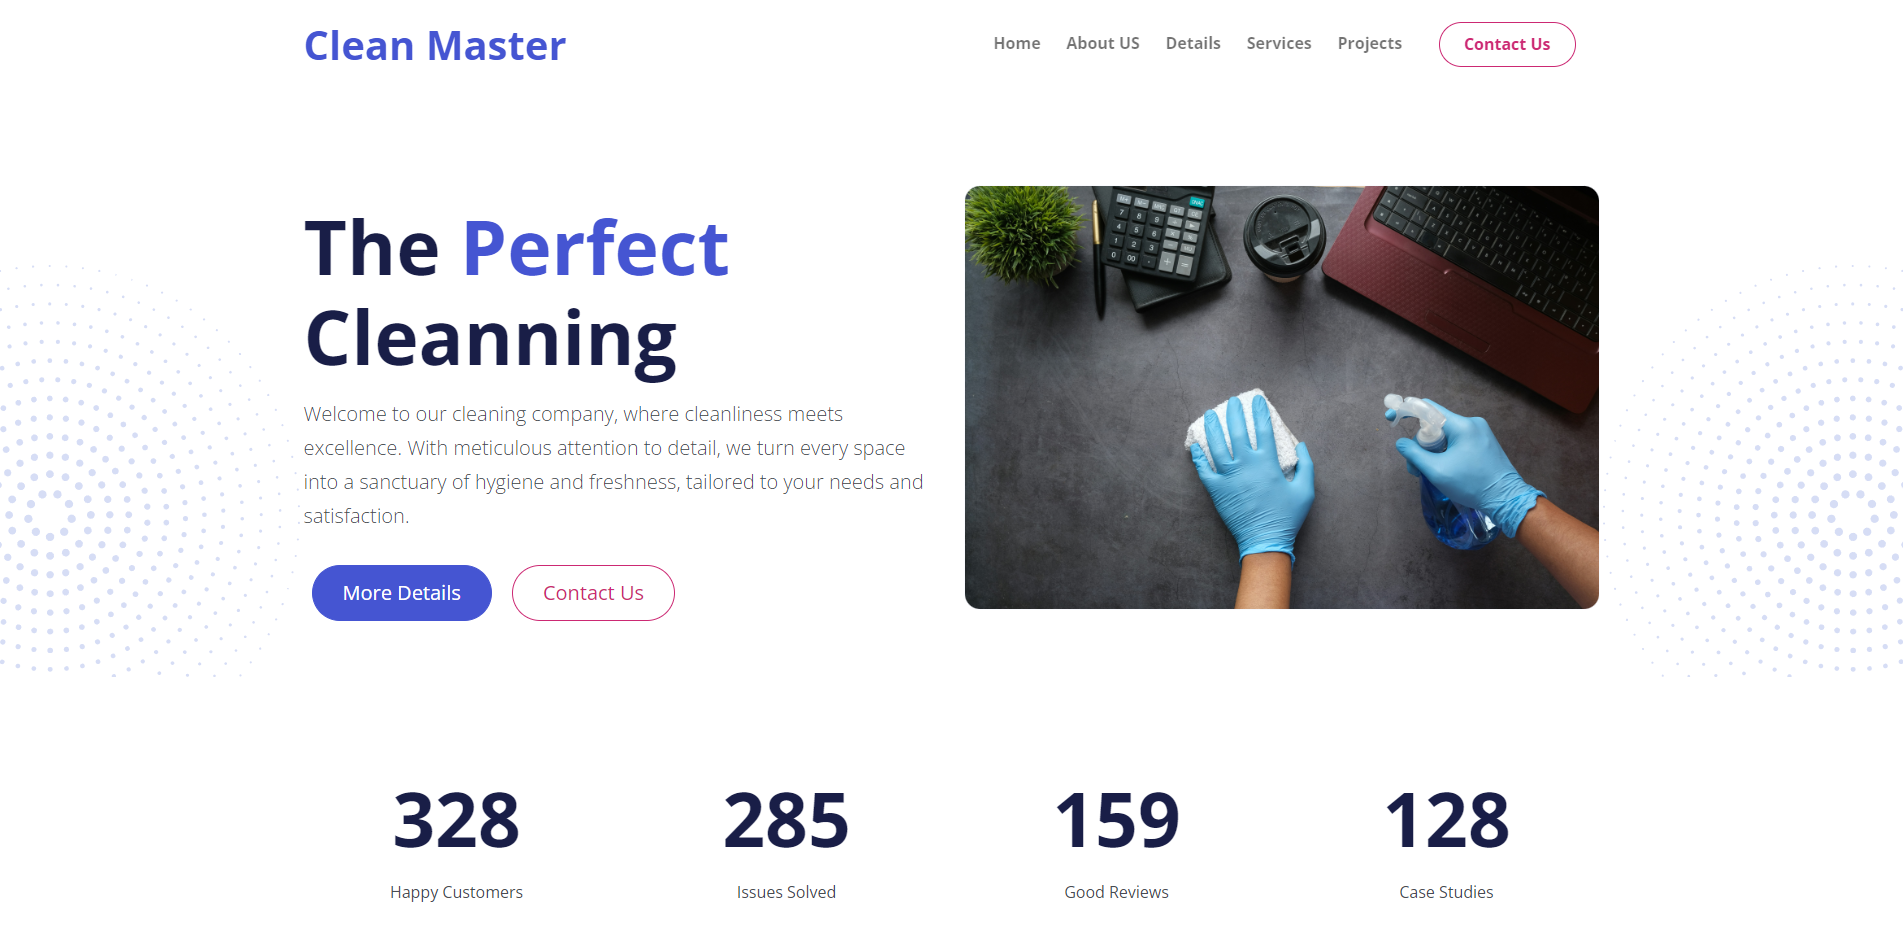 Clean Master
Home
About US
Details
Services
Projects
Contact Us
The Perfect
Cleanning
Welcome to our cleaning company, where cleanliness meets
excellence. With meticulous attention to detail, we turn every space
into a sanctuary of hygiene and freshness, tailored to your needs and
satisfaction.
More Details
Contact Us
328
285
159
128
Happy Customers
Issues Solved
Good Reviews
Case Studies